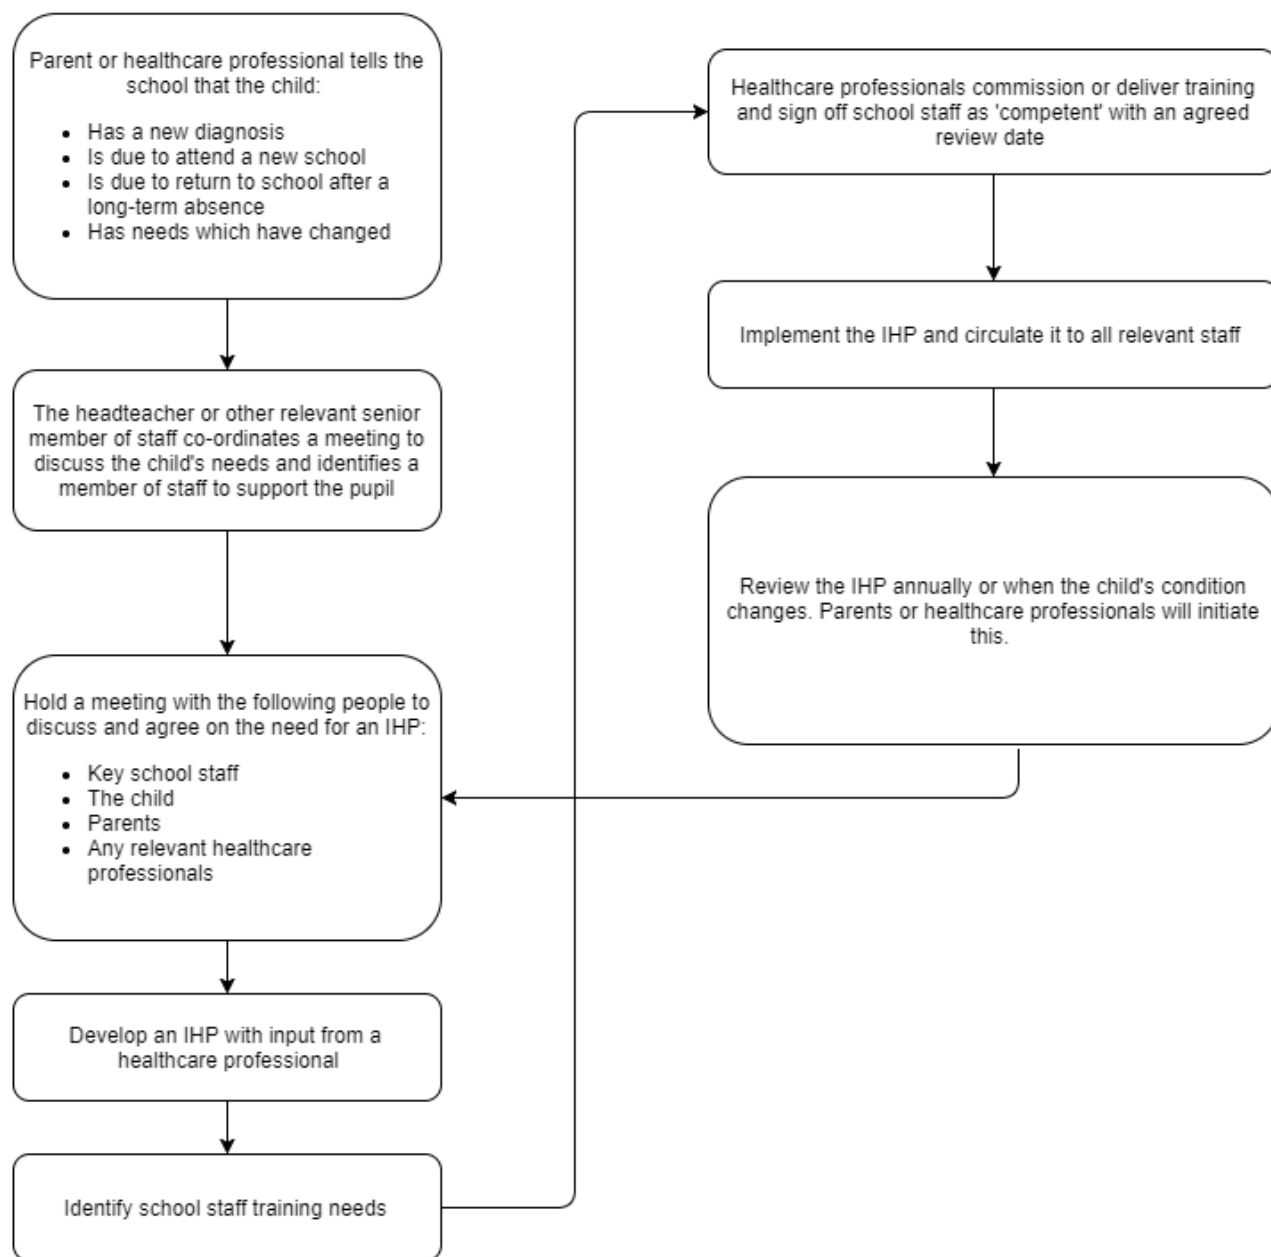 Parent or healthcare professional tells the
school that the child:
• Has a new diagnosis
• Is due to attend a new school
• Is due to return to school after a
long-term absence
• Has needs which have changed
The headteacher or other relevant senior
member of staff co-ordinates a meeting to
discuss the child's needs and identifies a
member of staff to support the pupil
Hold a meeting with the following people to
discuss and agree on the need for an IHP:
• Key school staff
• The child
• Parents
• Any relevant healthcare
professionals
Develop an IHP with input from a
healthcare professional
Identify school staff training needs
Healthcare professionals commission or deliver training
and sign off school staff as 'competent' with an agreed
review date
Implement the IHP and circulate it to all relevant staff
Review the IHP annually or when the child's condition
changes. Parents or healthcare professionals will initiate
this.